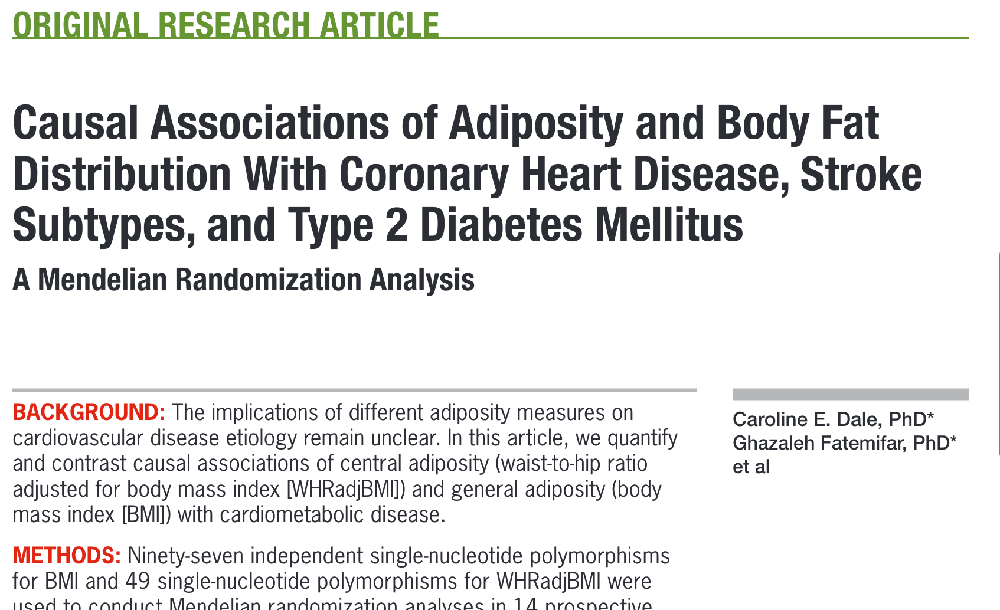 ORIGINAL RESEARCH ARTICLE
Causal Associations of Adiposity and Body Fat
Distribution With Coronary Heart Disease, Stroke
Subtypes, and Type 2 Diabetes Mellitus
A Mendelian Randomization Analysis
BACKGROUND: The implications of different adiposity measures on
cardiovascular disease etiology remain unclear. In this article, we quantify
and contrast causal associations of central adiposity (waist-to-hip ratio
adjusted for body mass index [WHRadjBMI]) and general adiposity (body
mass index [BMI]) with cardiometabolic disease.
METHODS: Ninety-seven independent single-nucleotide polymorphisms
for BMI and 49 single-nucleotide polymorphisms for WHRadjBMI were
used to conduct Mendelian randomization analyses in 14 prospective
Caroline E. Dale, PhD*
Ghazaleh Fatemifar, PhD*
et al